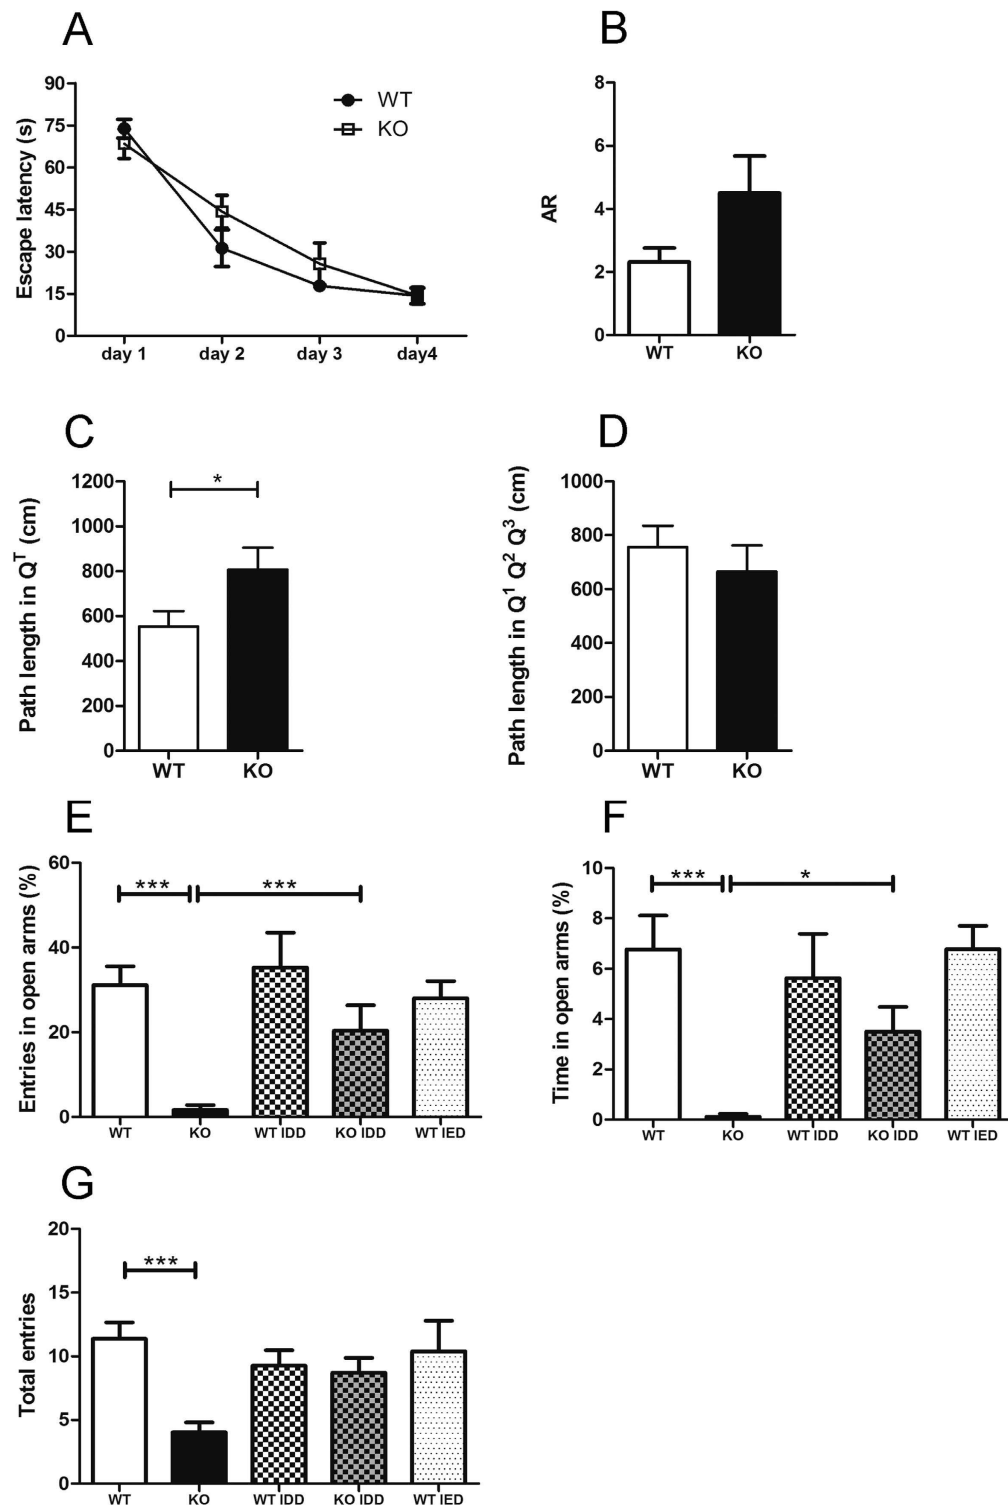 A
Escape latency (s)
90
75
60
45
30
15
0
WT
KO
day 1 day 2 day 3 day4
B
AR
8
6
4
2
0
WT KO
C
Path length in Q^T (cm)
1200
1000
800
600
400
200
0
*
WT KO
D
Path length in Q^1 Q^2 Q^3 (cm)
1000
800
600
400
200
0
WT KO
E
Entries in open arms (%)
60
40
20
0
*** ***
WT KO WT IDD KO IDD WT IED
F
Time in open arms (%)
10
8
6
4
2
0
*** *
WT KO WT IDD KO IDD WT IED
G
Total entries
20
15
10
5
0
***
WT KO WT IDD KO IDD WT IED